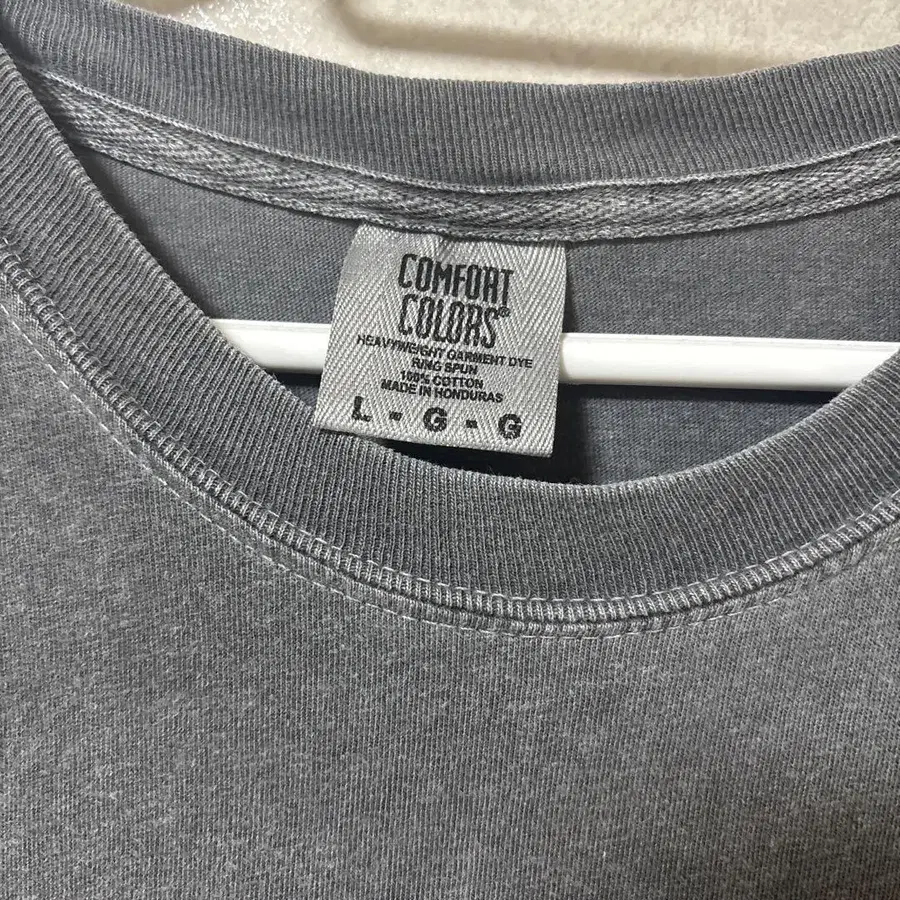 COMFORT
COLORS®
HEAVYWEIGHT GARMENT DYE
RING SPUN
100% COTTON
MADE IN HONDURAS
L - G - G